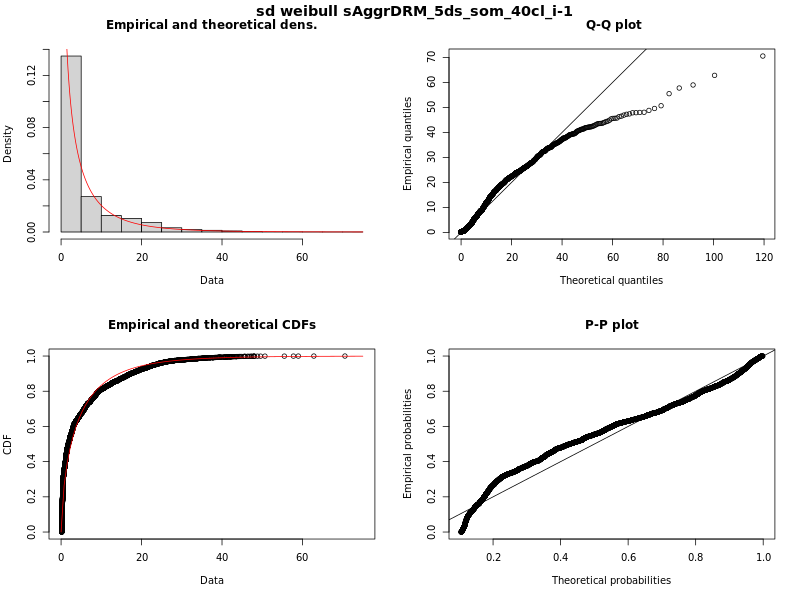 sd weibull sAggrDRM_5ds_som_40cl_i-1
Empirical and theoretical dens.
Density
0.00 0.04 0.08 0.12
0 20 40 60
Data
Q-Q plot
Empirical quantiles
0 10 20 30 40 50 60 70
0 20 40 60 80 100 120
Theoretical quantiles
Empirical and theoretical CDFs
CDF
0.0 0.2 0.4 0.6 0.8 1.0
0 20 40 60
Data
P-P plot
Empirical probabilities
0.0 0.2 0.4 0.6 0.8 1.0
0.2 0.4 0.6 0.8 1.0
Theoretical probabilities